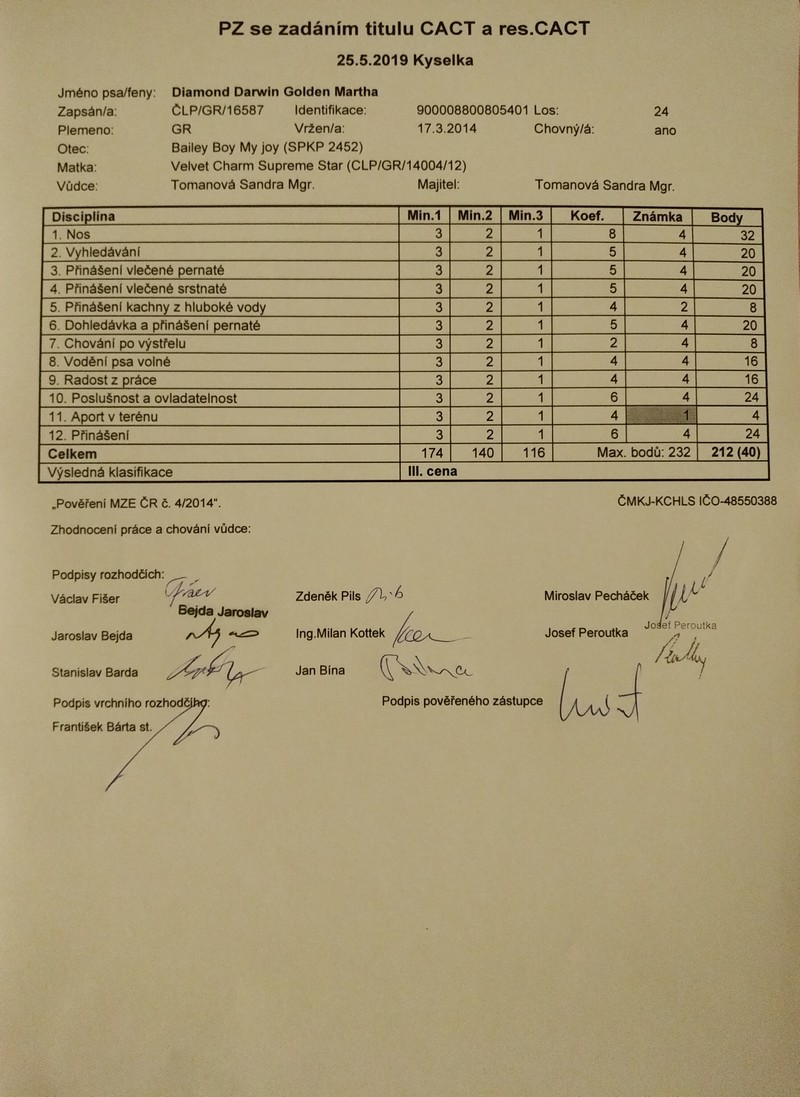 PZ se zadáním titulu CACT a res.CACT
25.5.2019 Kyselka
Jméno psa/feny: Diamond Darwin Golden Martha
Zapsán/a: ČLP/GR/16587 Identifikace: 900008800805401 Los: 24
Plemeno: GR Vržen/a: 17.3.2014 Chovný/á: ano
Otec: Bailey Boy My joy (SPKP 2452)
Matka: Velvet Charm Supreme Star (CLP/GR/14004/12)
Vůdce: Tomanová Sandra Mgr. Majitel: Tomanová Sandra Mgr.
Disciplína Min.1 Min.2 Min.3 Koef. Známka Body
1. Nos 3 2 1 8 4 32
2. Vyhledávání 3 2 1 5 4 20
3. Přinášení vlečené pernaté 3 2 1 5 4 20
4. Přinášení vlečené srstnaté 3 2 1 5 4 20
5. Přinášení kachny z hluboké vody 3 2 1 4 2 8
6. Dohledávka a přinášení pernaté 3 2 1 5 4 20
7. Chování po výstřelu 3 2 1 2 4 8
8. Vodění psa volně 3 2 1 4 4 16
9. Radost z práce 3 2 1 4 4 16
10. Poslušnost a ovladatelnost 3 2 1 6 4 24
11. Aport v terénu 3 2 1 4 1 4
12. Přinášení 3 2 1 6 4 24
Celkem 174 140 116 Max. bodů: 232 212 (40)
Výsledná klasifikace III. cena
„Pověření MZE ČR č. 4/2014“. ČMKJ-KCHLS IČO-48550388
Zhodnocení práce a chování vůdce:
Podpisy rozhodčích:
Václav Fišer Zdeněk Pils Miroslav Pecháček
Bejda Jaroslav
Josef Peroutka
Jaroslav Bejda Ing.Milan Kottek Josef Peroutka
Stanislav Barda Jan Bína
Podpis vrchního rozhodčího: Podpis pověřeného zástupce
František Bárta st.